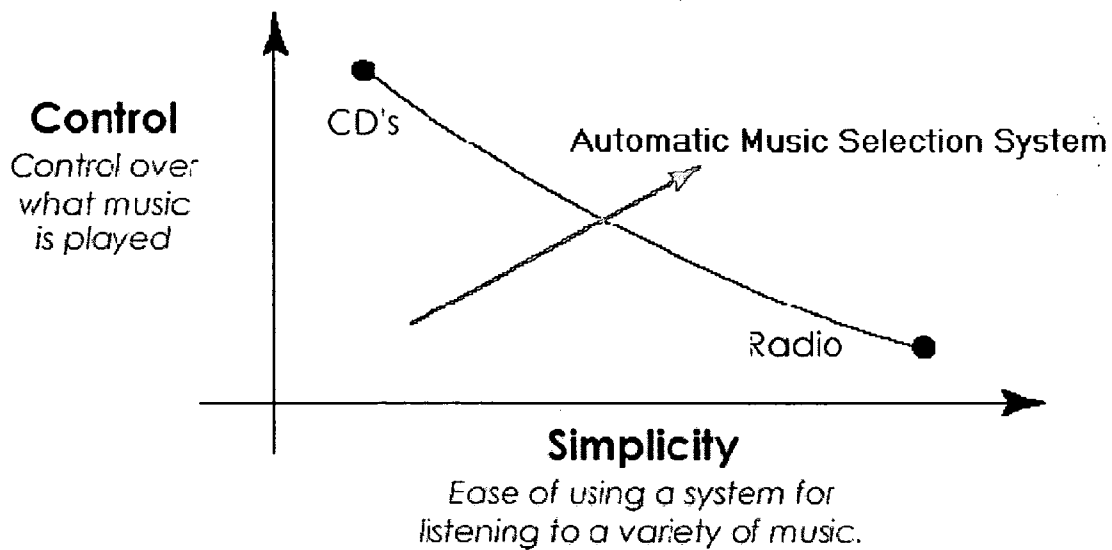 Control
Control over
what music
is played
CD's
Automatic Music Selection System
Radio
Simplicity
Ease of using a system for
listening to a variety of music.